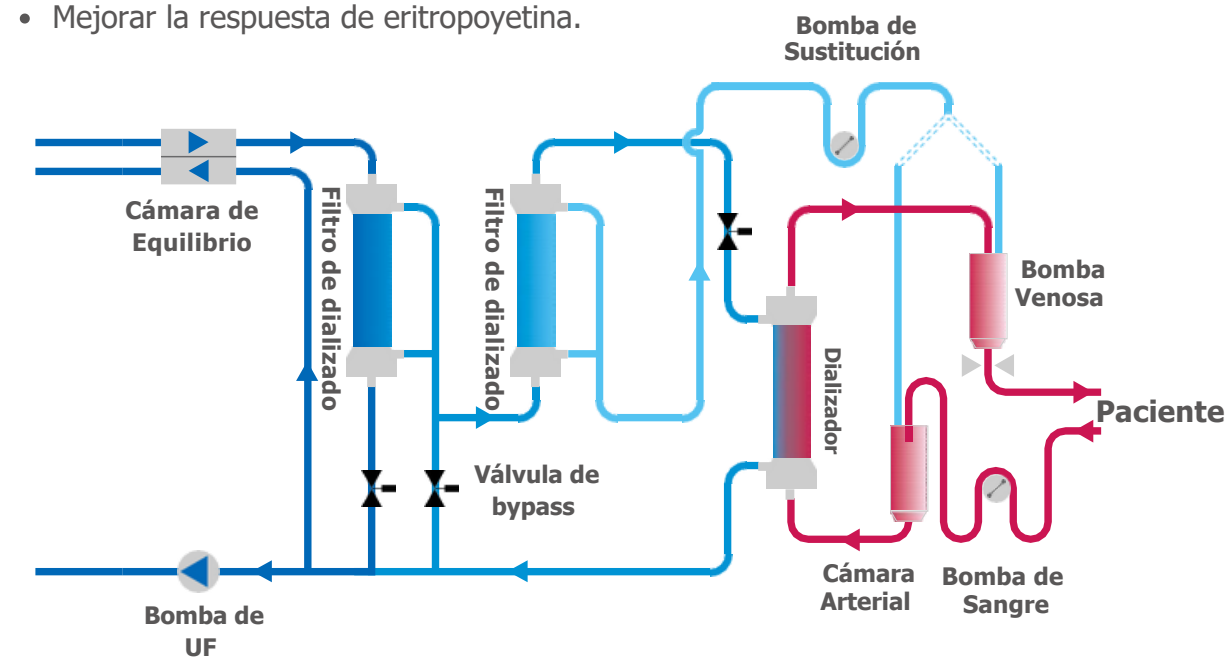 • Mejorar la respuesta de eritropoyetina.
Bomba de
Sustitución
Cámara de
Equilibrio
Filtro de dializado
Filtro de dializado
Bomba
Venosa
Dializador
Paciente
Válvula de
bypass
Cámara
Arterial
Bomba de
Sangre
Bomba de
UF